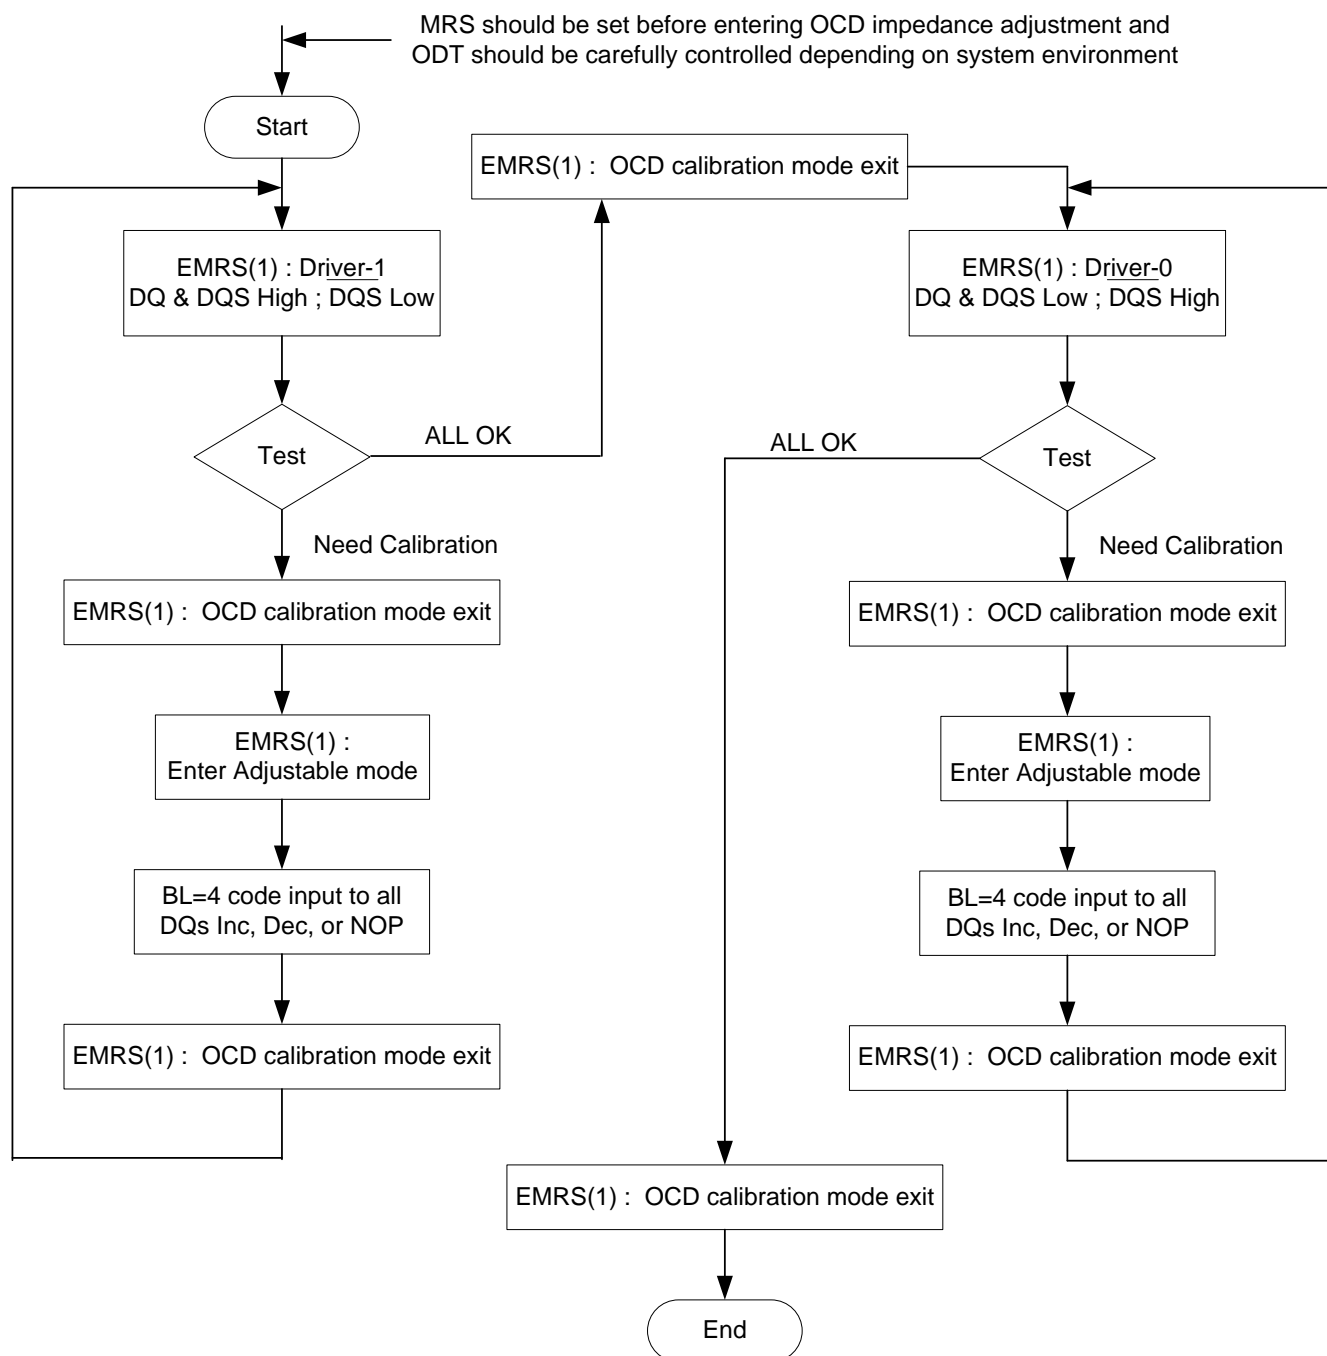 MRS should be set before entering OCD impedance adjustment and
ODT should be carefully controlled depending on system environment
Start
EMRS(1) :  OCD calibration mode exit
EMRS(1) : Driver-1
DQ & DQS High ; D̅Q̅S̅ Low
EMRS(1) : Driver-0
DQ & DQS Low ; D̅Q̅S̅ High
Test
ALL OK
ALL OK
Test
Need Calibration
Need Calibration
EMRS(1) :  OCD calibration mode exit
EMRS(1) :  OCD calibration mode exit
EMRS(1) :
Enter Adjustable mode
EMRS(1) :
Enter Adjustable mode
BL=4 code input to all
DQs Inc, Dec, or NOP
BL=4 code input to all
DQs Inc, Dec, or NOP
EMRS(1) :  OCD calibration mode exit
EMRS(1) :  OCD calibration mode exit
EMRS(1) :  OCD calibration mode exit
End